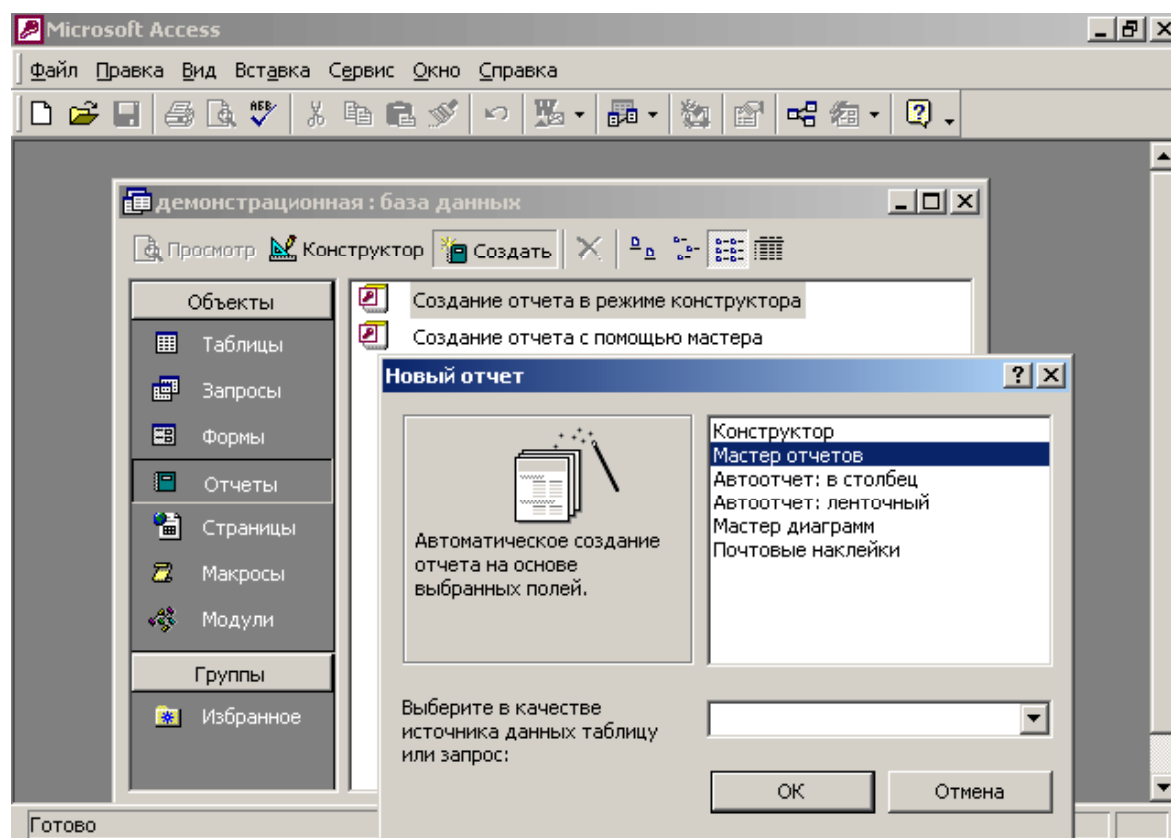 Microsoft Access
Файл Правка Вид Вставка Сервис Окно Справка
демонстрационная : база данных
Просмотр Конструктор Создать
Объекты
Таблицы
Запросы
Формы
Отчеты
Страницы
Макросы
Модули
Группы
Избранное
Создание отчета в режиме конструктора
Создание отчета с помощью мастера
Новый отчет
Автоматическое создание
отчета на основе
выбранных полей.
Конструктор
Мастер отчетов
Автоотчет: в столбец
Автоотчет: ленточный
Мастер диаграмм
Почтовые наклейки
Выберите в качестве
источника данных таблицу
или запрос:
ОК Отмена
Готово